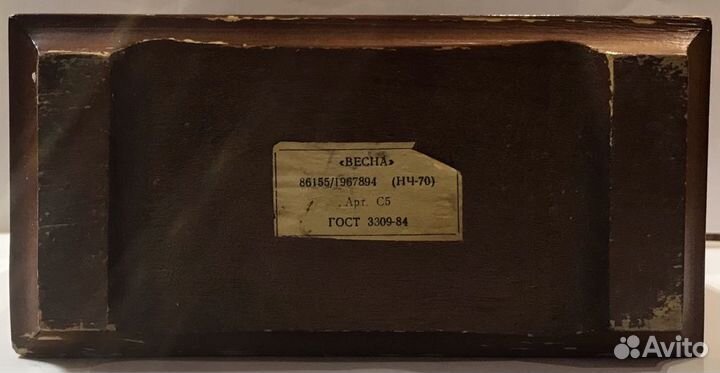 «ВЕСНА»
86155/1967894 (НЧ-70)
Арт. С5
ГОСТ 3309-84
Avito